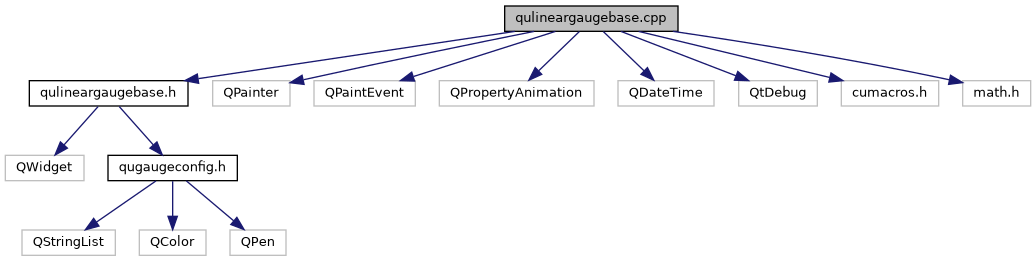 qulineargaugebase.cpp
qulineargaugebase.h
QPainter
QPaintEvent
QPropertyAnimation
QDateTime
QtDebug
cumacros.h
math.h
QWidget
qugaugeconfig.h
QStringList
QColor
QPen